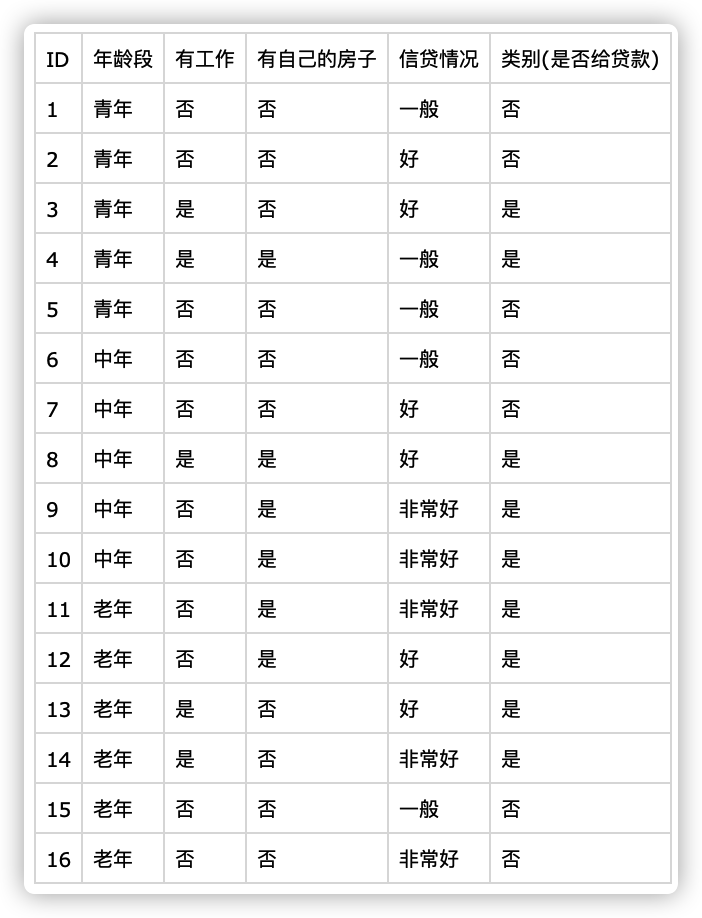 ID 年龄段 有工作 有自己的房子 信贷情况 类别(是否给贷款)
1 青年 否 否 一般 否
2 青年 否 否 好 否
3 青年 是 否 好 是
4 青年 是 是 一般 是
5 青年 否 否 一般 否
6 中年 否 否 一般 否
7 中年 否 否 好 否
8 中年 是 是 好 是
9 中年 否 是 非常好 是
10 中年 否 是 非常好 是
11 老年 否 是 非常好 是
12 老年 否 是 好 是
13 老年 是 否 好 是
14 老年 是 否 非常好 是
15 老年 否 否 一般 否
16 老年 否 否 非常好 否